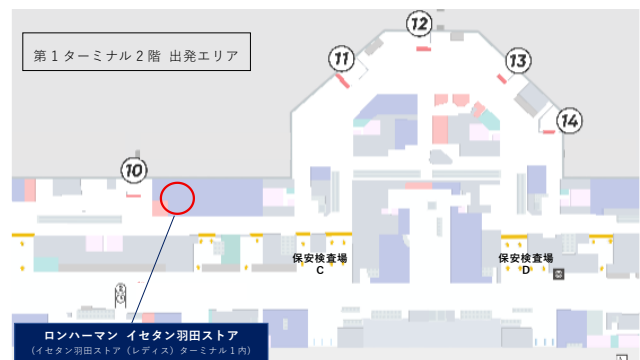 第1ターミナル2階 出発エリア
12
11
13
14
10
保安検査場
C
保安検査場
D
ロンハーマン イセタン羽田ストア
(イセタン羽田ストア（レディス）ターミナル1内)